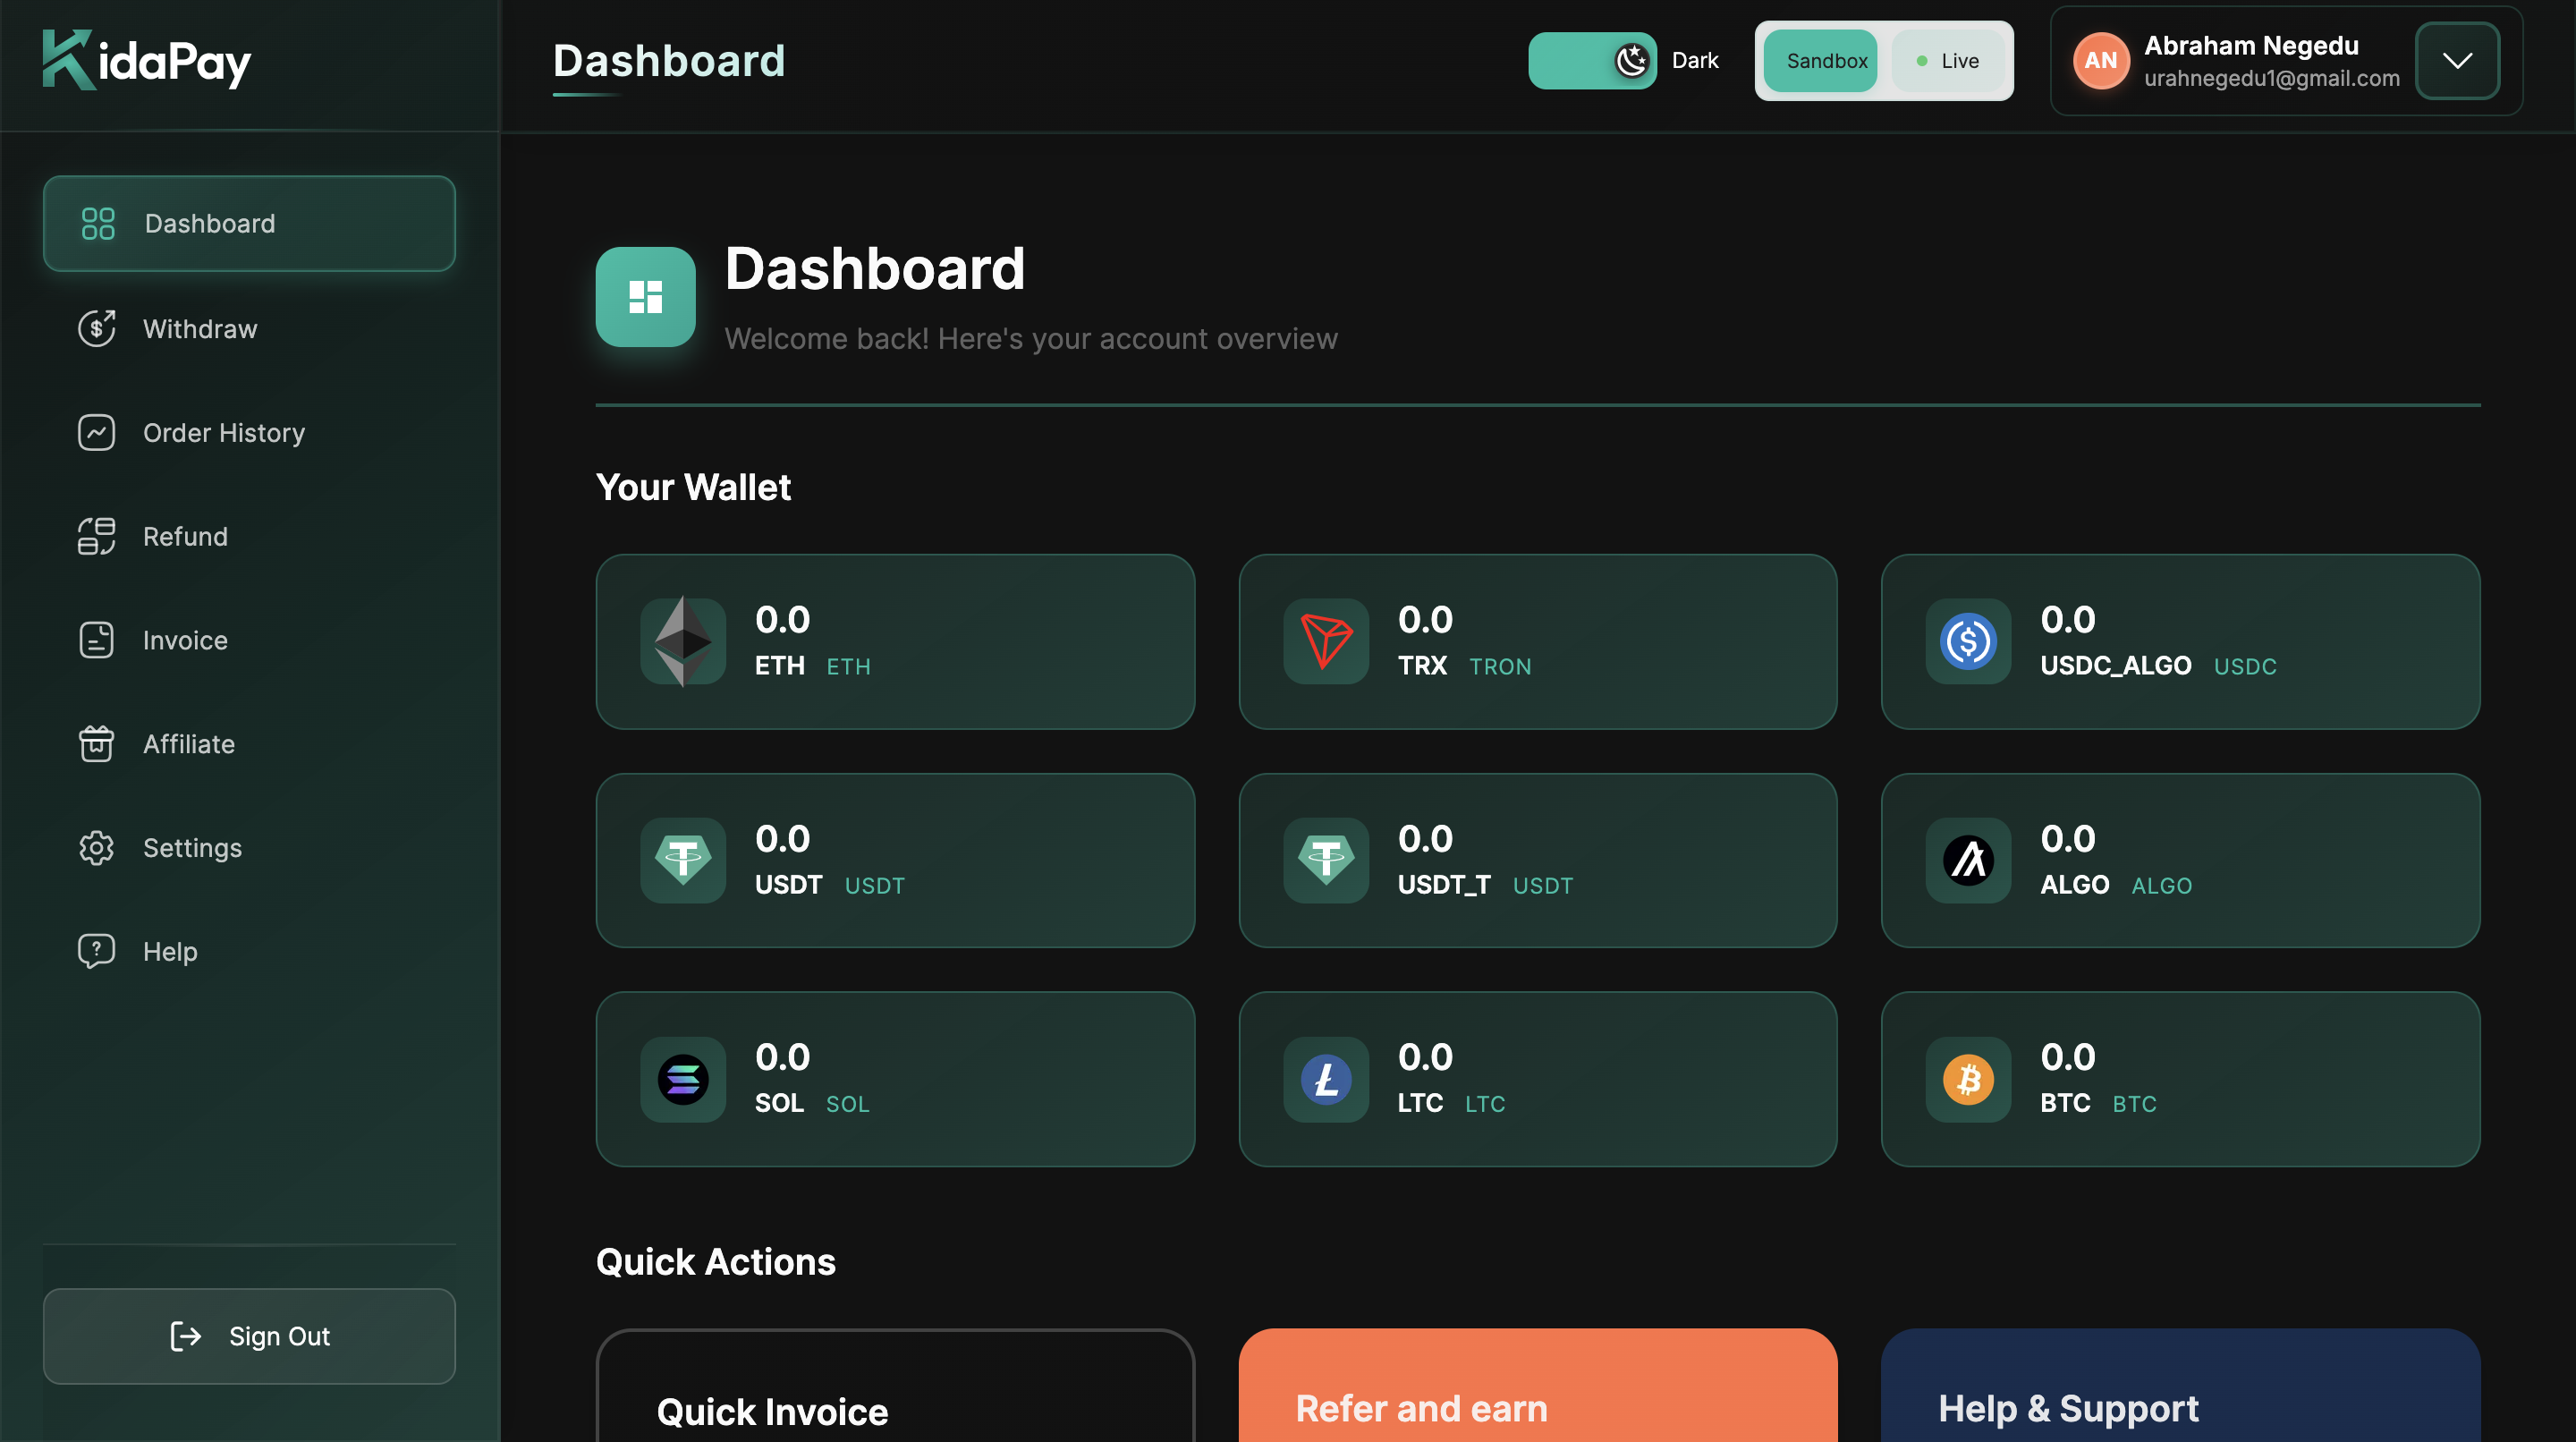 KidaPay
Dashboard
Dark
Sandbox
Live
AN
Abraham Negedu
urahnegedu1@gmail.com
Dashboard
Withdraw
Order History
Refund
Invoice
Affiliate
Settings
Help
Sign Out
Dashboard
Welcome back! Here's your account overview
Your Wallet
0.0
ETH ETH
0.0
TRX TRON
0.0
USDC_ALGO USDC
0.0
USDT USDT
0.0
USDT_T USDT
0.0
ALGO ALGO
0.0
SOL SOL
0.0
LTC LTC
0.0
BTC BTC
Quick Actions
Quick Invoice
Refer and earn
Help & Support